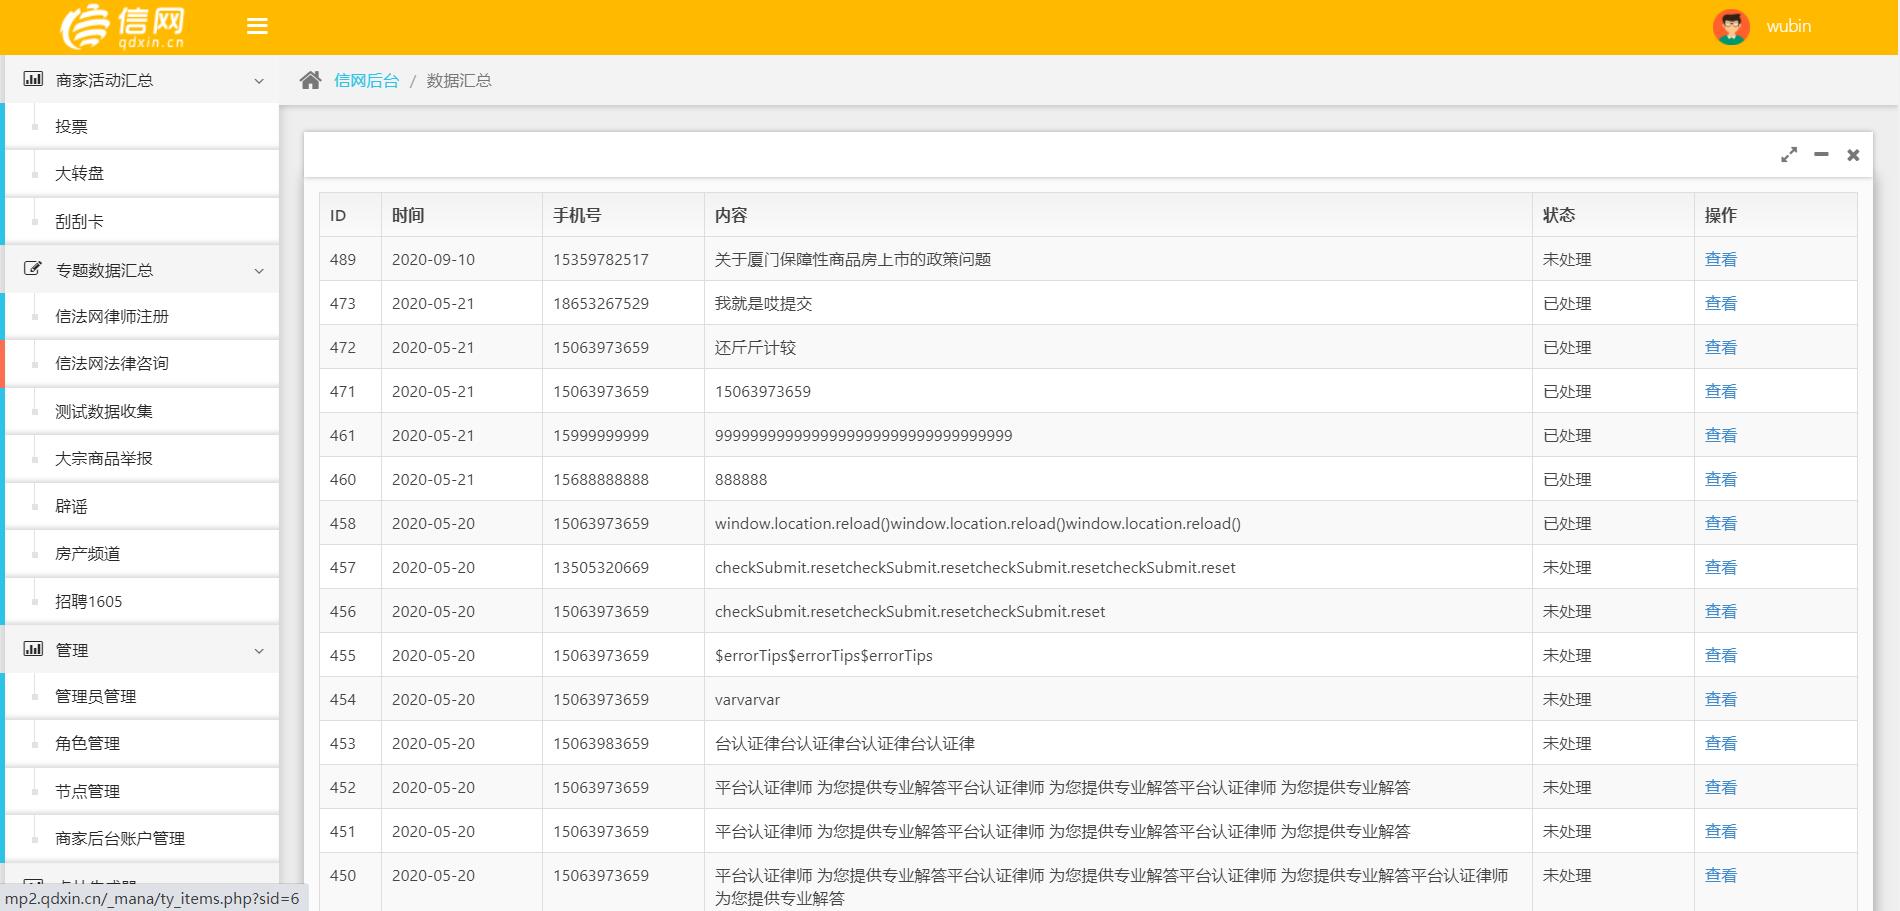 信网
qdxin.cn
wubin
商家活动汇总
投票
大转盘
刮刮卡
专题数据汇总
信法网律师注册
信法网法律咨询
测试数据收集
大宗商品举报
辟谣
房产频道
招聘1605
管理
管理员管理
角色管理
节点管理
商家后台账户管理
mp2.qdxin.cn/_mana/ty_items.php?sid=6
信网后台 / 数据汇总
ID 时间 手机号 内容 状态 操作
489 2020-09-10 15359782517 关于厦门保障性商品房上市的政策问题 未处理 查看
473 2020-05-21 18653267529 我就是哎提交 已处理 查看
472 2020-05-21 15063973659 还斤斤计较 已处理 查看
471 2020-05-21 15063973659 15063973659 已处理 查看
461 2020-05-21 15999999999 9999999999999999999999999999999999 已处理 查看
460 2020-05-21 15688888888 888888 已处理 查看
458 2020-05-20 15063973659 window.location.reload()window.location.reload()window.location.reload() 已处理 查看
457 2020-05-20 13505320669 checkSubmit.resetcheckSubmit.resetcheckSubmit.resetcheckSubmit.reset 未处理 查看
456 2020-05-20 15063973659 checkSubmit.resetcheckSubmit.resetcheckSubmit.reset 未处理 查看
455 2020-05-20 15063973659 $errorTips$errorTips$errorTips 未处理 查看
454 2020-05-20 15063973659 varvarvar 未处理 查看
453 2020-05-20 15063983659 台认证律台认证律台认证律台认证律 未处理 查看
452 2020-05-20 15063973659 平台认证律师 为您提供专业解答平台认证律师 为您提供专业解答平台认证律师 为您提供专业解答 未处理 查看
451 2020-05-20 15063973659 平台认证律师 为您提供专业解答平台认证律师 为您提供专业解答平台认证律师 为您提供专业解答 未处理 查看
450 2020-05-20 15063973659 平台认证律师 为您提供专业解答平台认证律师 为您提供专业解答平台认证律师 为您提供专业解答平台认证律师 未处理 查看
为您提供专业解答